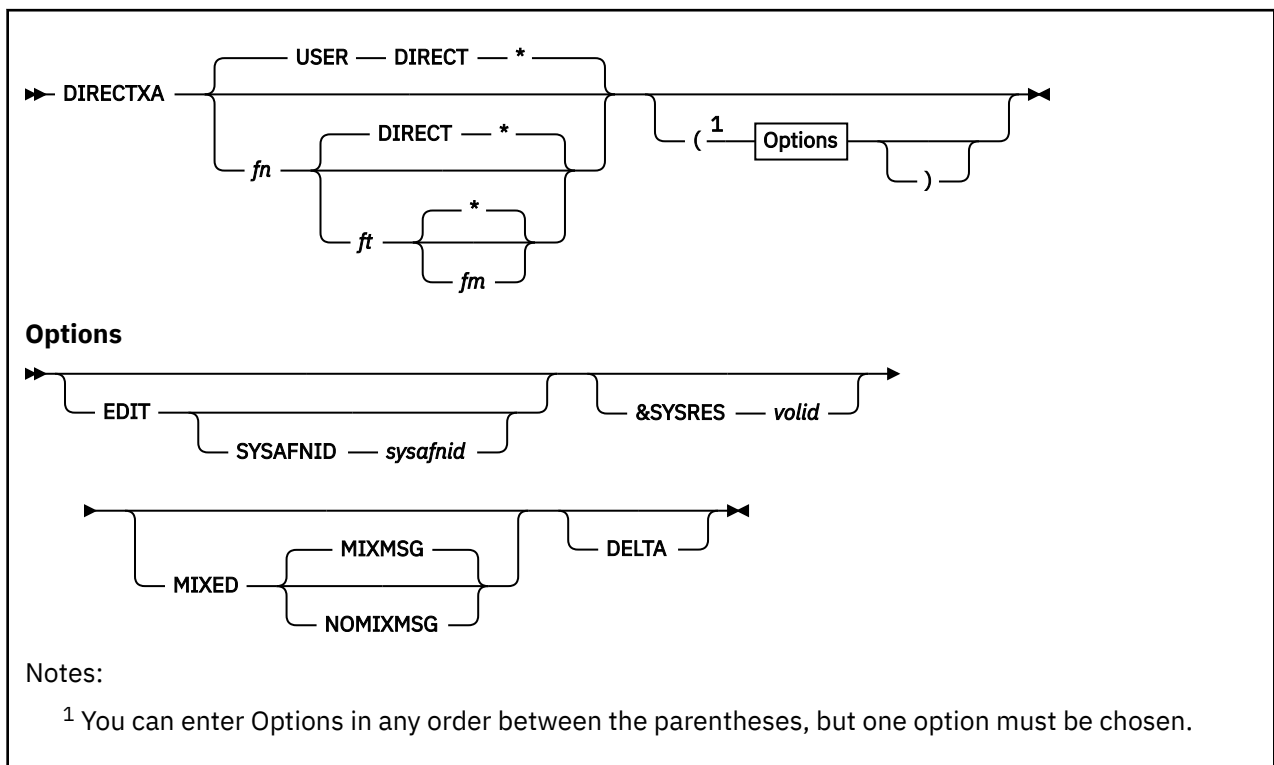 USER DIRECT *
DIRECTXA
( 1 Options
DIRECT *
)
fn
*
ft
fm
Options
EDIT
&SYSRES volid
SYSAFNID sysafnid
MIXMSG
DELTA
MIXED
NOMIXMSG
Notes:
1 You can enter Options in any order between the parentheses, but one option must be chosen.